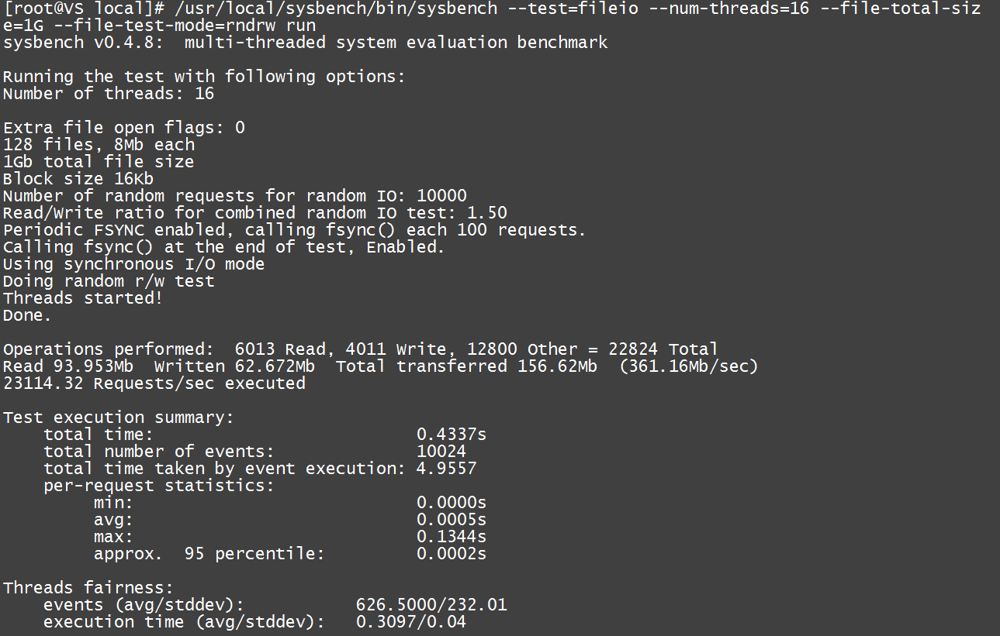 [root@VS local]# /usr/local/sysbench/bin/sysbench --test=fileio --num-threads=16 --file-total-siz
e=1G --file-test-mode=rndrw run
sysbench v0.4.8:  multi-threaded system evaluation benchmark
Running the test with following options:
Number of threads: 16
Extra file open flags: 0
128 files, 8Mb each
1Gb total file size
Block size 16Kb
Number of random requests for random IO: 10000
Read/Write ratio for combined random IO test: 1.50
Periodic FSYNC enabled, calling fsync() each 100 requests.
Calling fsync() at the end of test, Enabled.
Using synchronous I/O mode
Doing random r/w test
Threads started!
Done.
Operations performed:  6013 Read, 4011 Write, 12800 Other = 22824 Total
Read 93.953Mb  Written 62.672Mb  Total transferred 156.62Mb  (361.16Mb/sec)
23114.32 Requests/sec executed
Test execution summary:
    total time:                          0.4337s
    total number of events:              10024
    total time taken by event execution: 4.9557
    per-request statistics:
         min:                            0.0000s
         avg:                            0.0005s
         max:                            0.1344s
         approx.  95 percentile:         0.0002s
Threads fairness:
    events (avg/stddev):           626.5000/232.01
    execution time (avg/stddev):   0.3097/0.04